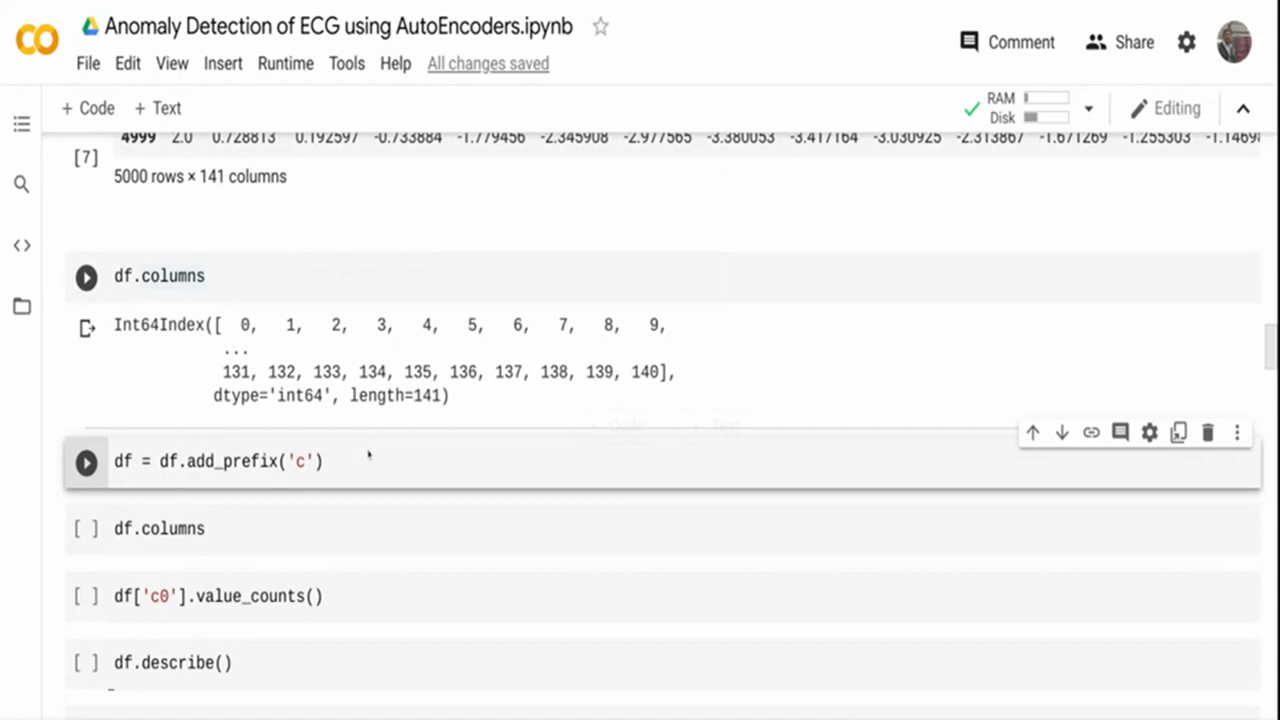 Anomaly Detection of ECG using AutoEncoders.ipynb
File Edit View Insert Runtime Tools Help All changes saved
Comment Share
+ Code + Text
RAM
Disk
Editing
4999 2.0 0.728813 0.192597 -0.733884 -1.779456 -2.345908 -2.977565 -3.380053 -3.417164 -3.030925 -2.313867 -1.671269 -1.255303
[7]
5000 rows × 141 columns
df.columns
Int64Index([ 0, 1, 2, 3, 4, 5, 6, 7, 8, 9,
...
131, 132, 133, 134, 135, 136, 137, 138, 139, 140],
dtype='int64', length=141)
df = df.add_prefix('c')
[ ] df.columns
[ ] df['c0'].value_counts()
[ ] df.describe()